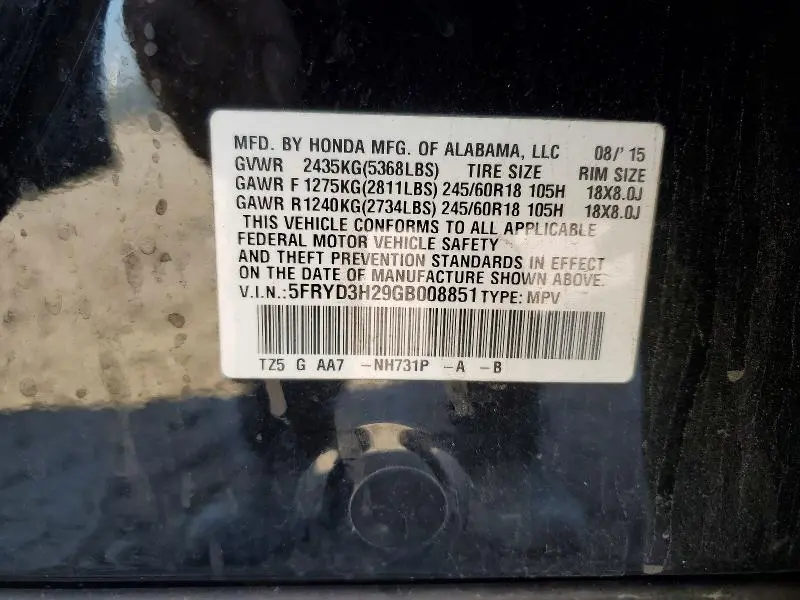 MFD. BY HONDA MFG. OF ALABAMA, LLC 08/'15
GVWR 2435KG(5368LBS) TIRE SIZE RIM SIZE
GAWR F 1275KG(2811LBS) 245/60R18 105H 18X8.0J
GAWR R1240KG(2734LBS) 245/60R18 105H 18X8.0J
THIS VEHICLE CONFORMS TO ALL APPLICABLE
FEDERAL MOTOR VEHICLE SAFETY
AND THEFT PREVENTION STANDARDS IN EFFECT
ON THE DATE OF MANUFACTURE SHOWN ABOVE.
V.I.N.:5FRYD3H29GB008851 TYPE: MPV
TZ5 G AA7 -NH731P -A -B